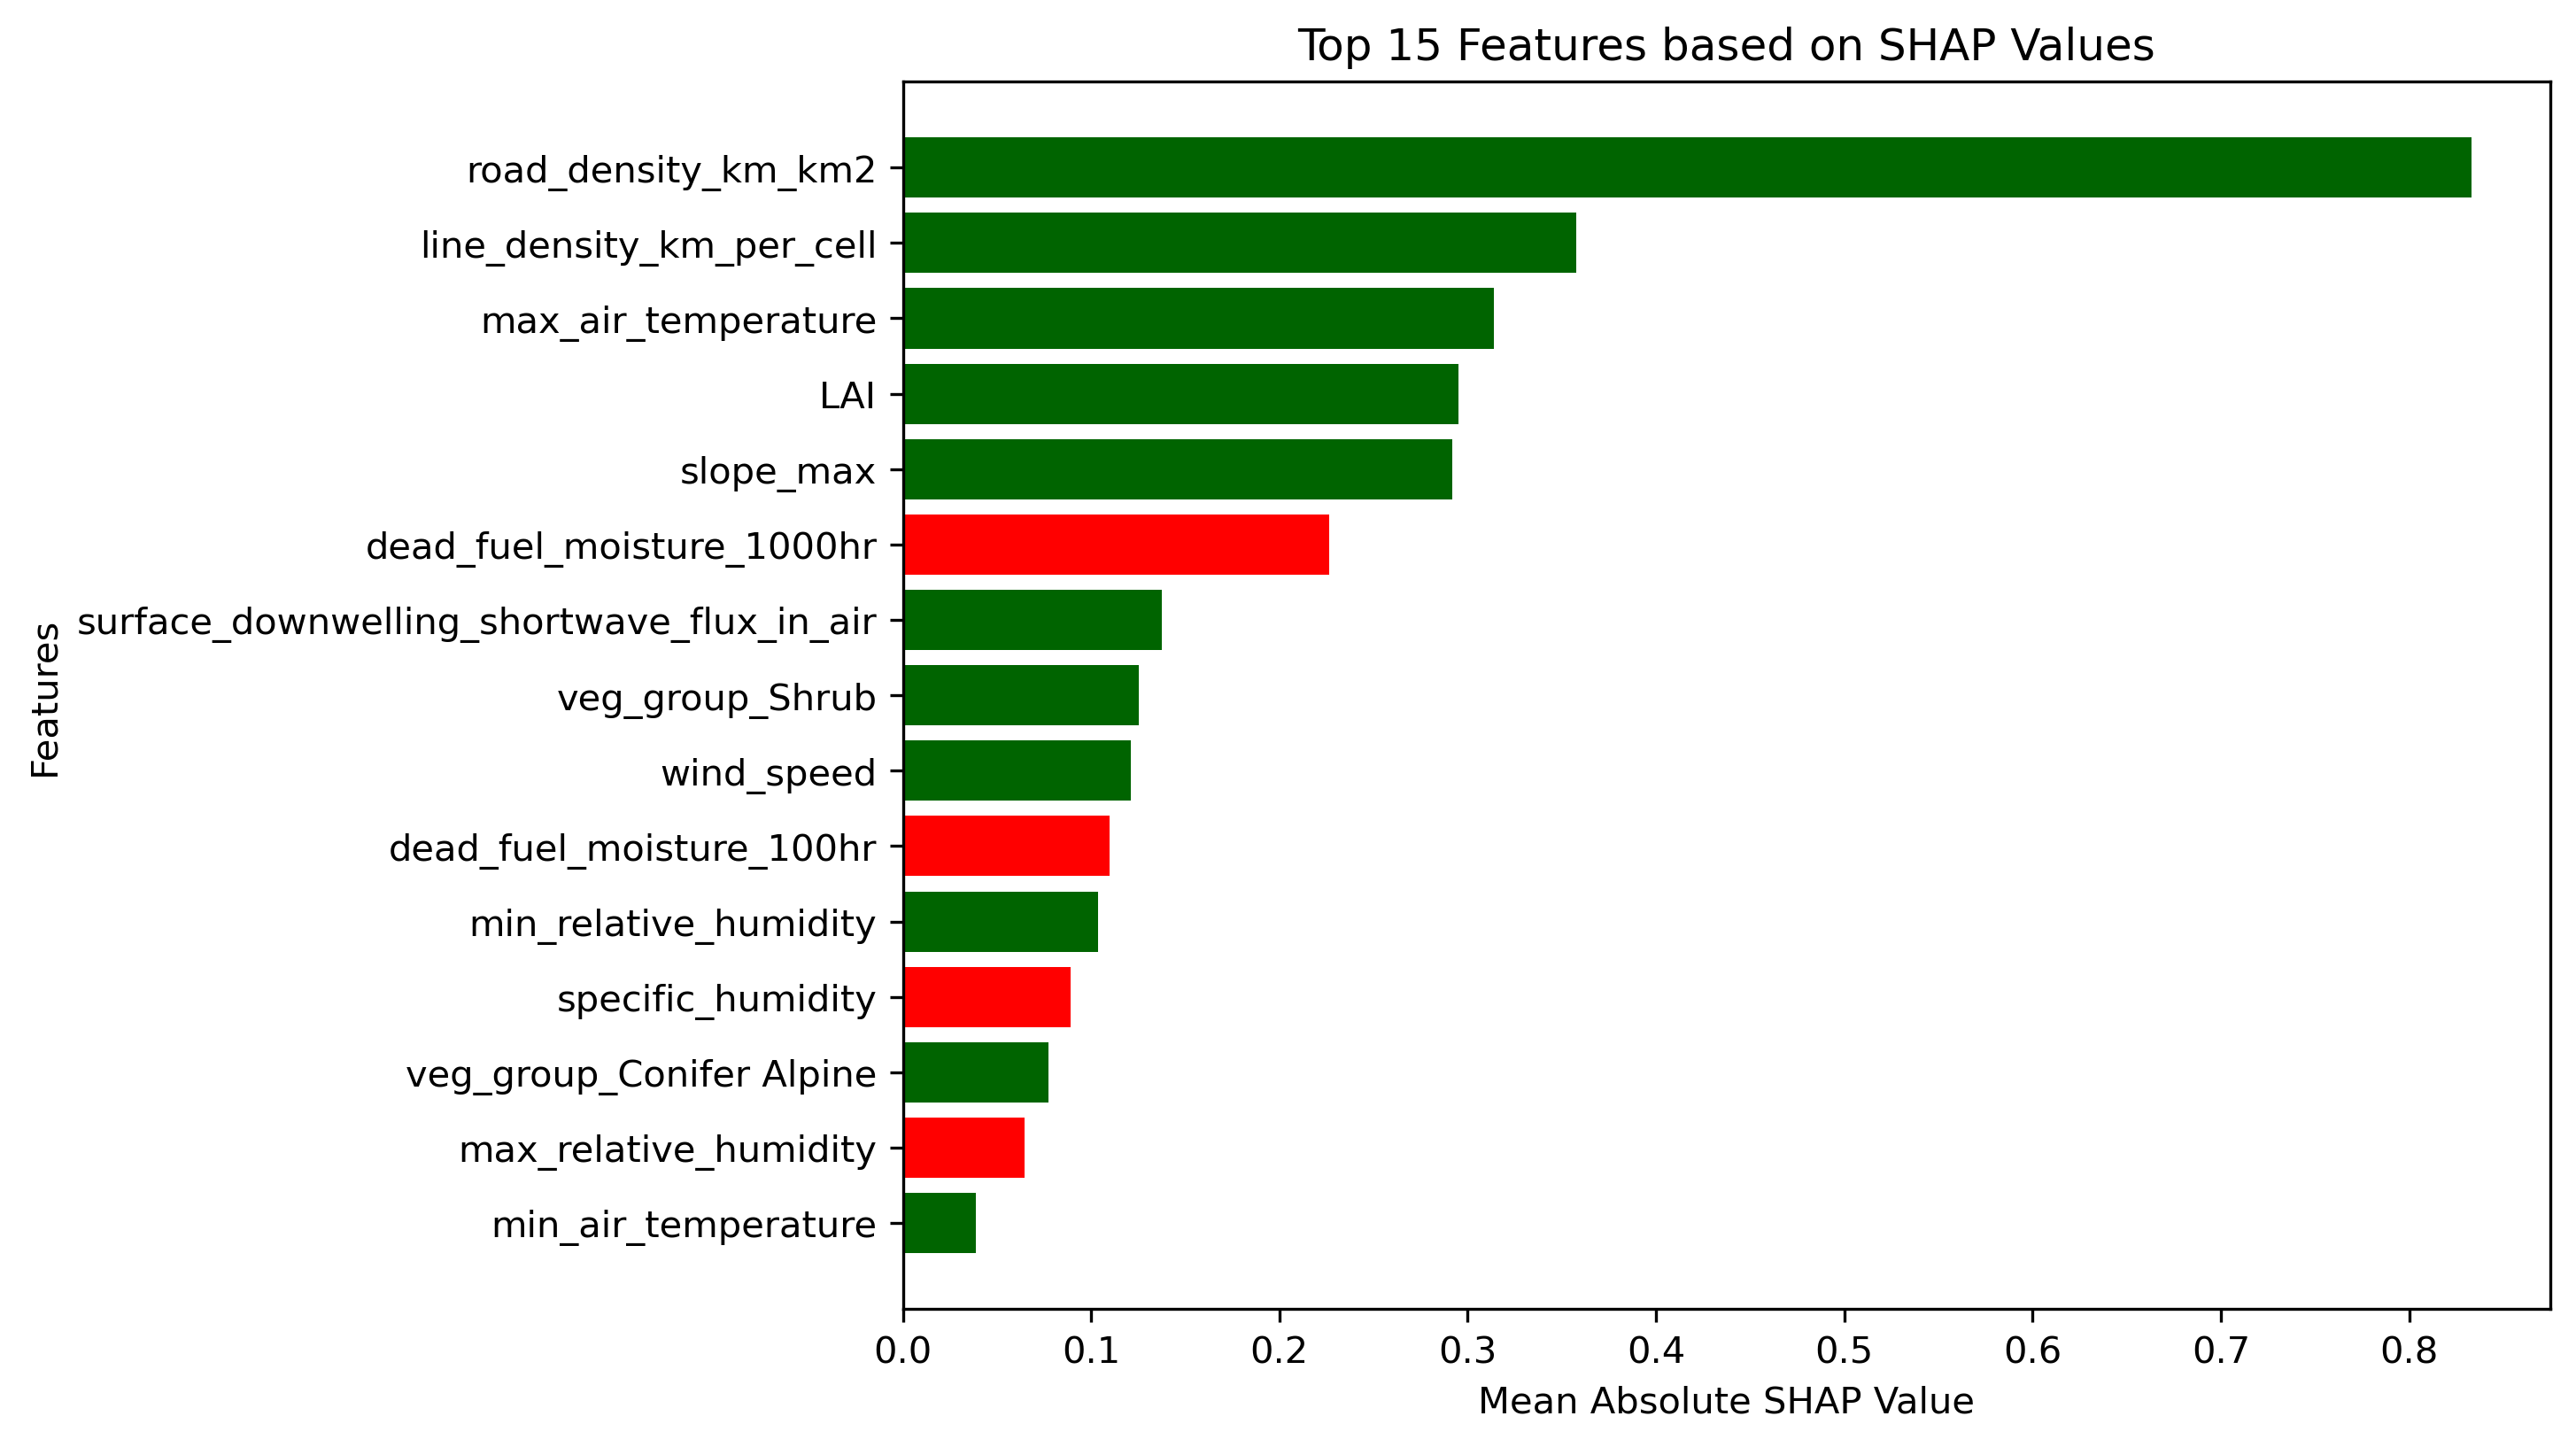 Top 15 Features based on SHAP Values
Features
road_density_km_km2
line_density_km_per_cell
max_air_temperature
LAI
slope_max
dead_fuel_moisture_1000hr
surface_downwelling_shortwave_flux_in_air
veg_group_Shrub
wind_speed
dead_fuel_moisture_100hr
min_relative_humidity
specific_humidity
veg_group_Conifer Alpine
max_relative_humidity
min_air_temperature
0.0 0.1 0.2 0.3 0.4 0.5 0.6 0.7 0.8
Mean Absolute SHAP Value